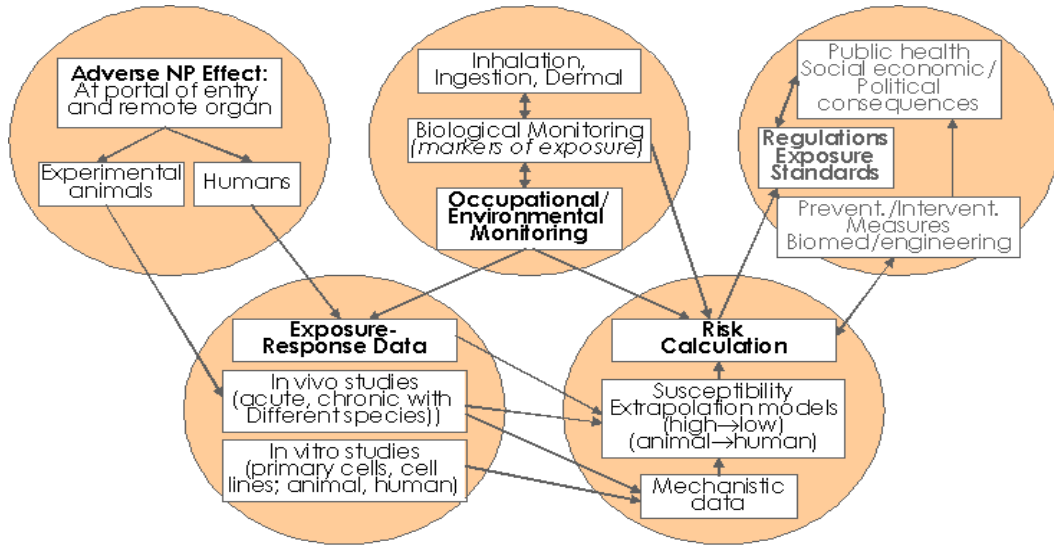 Adverse NP Effect:
At portal of entry
and remote organ
Experimental
animals
Humans
Inhalation,
Ingestion, Dermal
Biological Monitoring
(markers of exposure)
Occupational/
Environmental
Monitoring
Public health
Social economic/
Political
consequences
Regulations
Exposure
Standards
Prevent./Intervent.
Measures
Biomed/engineering
Exposure-
Response Data
In vivo studies
(acute, chronic with
Different species))
In vitro studies
(primary cells, cell
lines; animal, human)
Risk
Calculation
Susceptibility
Extrapolation models
(high→low)
(animal→human)
Mechanistic
data